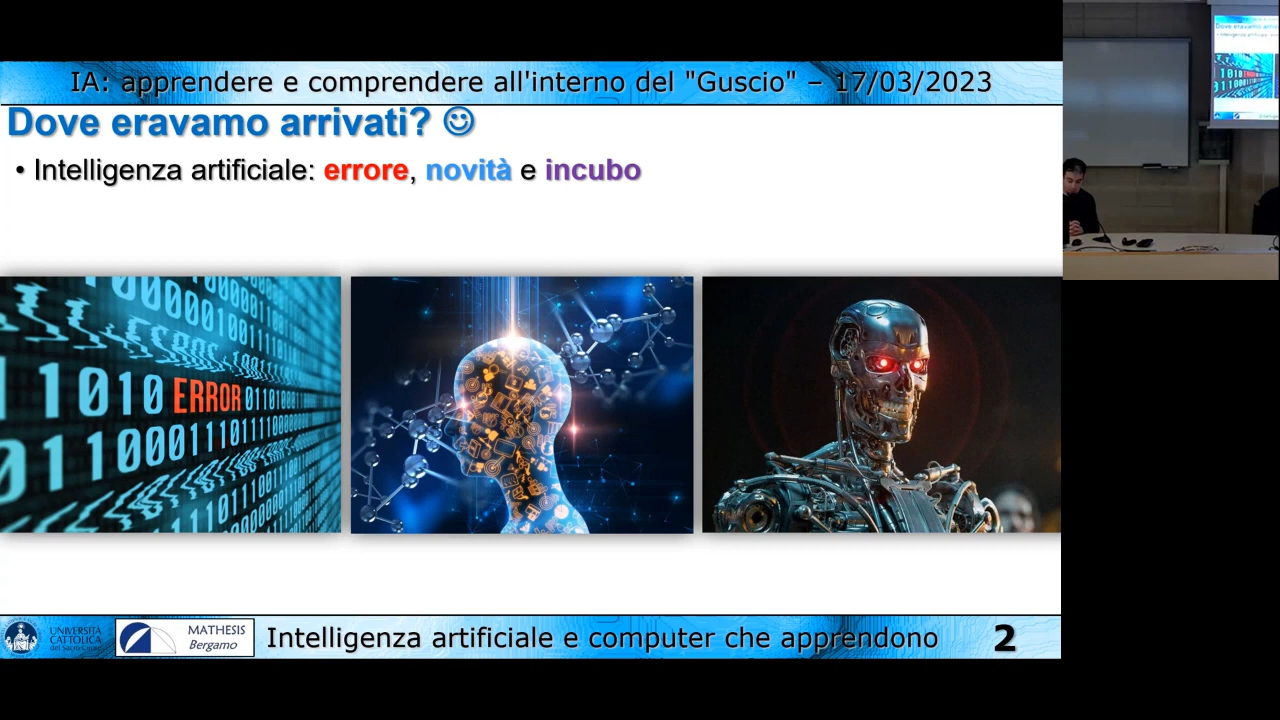 IA: apprendere e comprendere all'interno del "Guscio" – 17/03/2023
Dove eravamo arrivati? ☺
• Intelligenza artificiale: errore, novità e incubo
11010 ERROR
UNIVERSITÀ
CATTOLICA
del Sacro Cuore
MATHESIS
Bergamo
Intelligenza artificiale e computer che apprendono
2